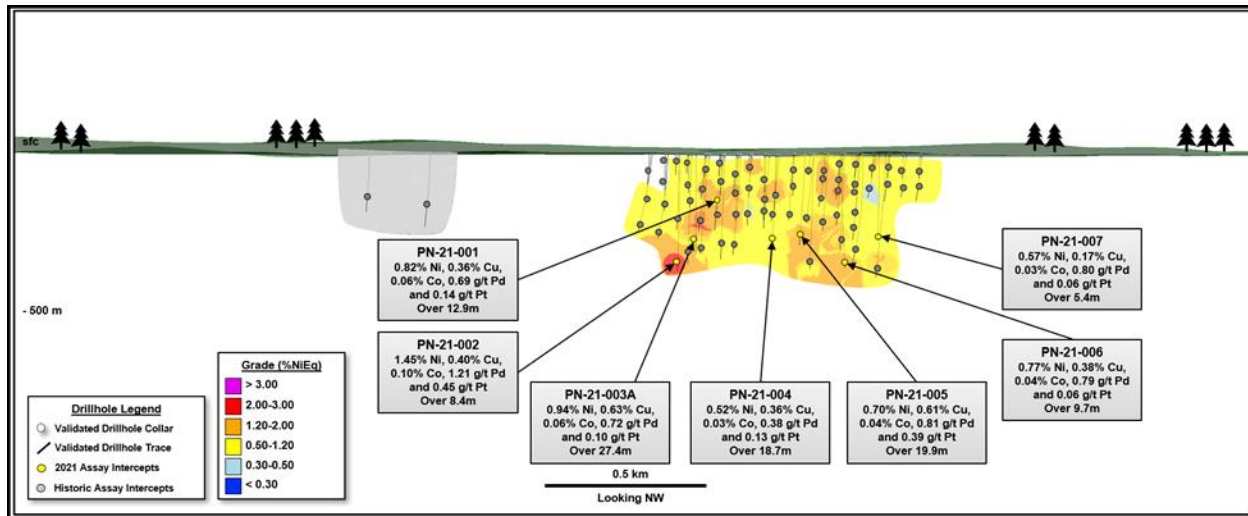 sfc
- 500 m
PN-21-001
0.82% Ni, 0.36% Cu,
0.06% Co, 0.69 g/t Pd
and 0.14 g/t Pt
Over 12.9m
PN-21-002
1.45% Ni, 0.40% Cu,
0.10% Co, 1.21 g/t Pd
and 0.45 g/t Pt
Over 8.4m
PN-21-003A
0.94% Ni, 0.63% Cu,
0.06% Co, 0.72 g/t Pd
and 0.10 g/t Pt
Over 27.4m
PN-21-004
0.52% Ni, 0.36% Cu,
0.03% Co, 0.38 g/t Pd
and 0.13 g/t Pt
Over 18.7m
PN-21-005
0.70% Ni, 0.61% Cu,
0.04% Co, 0.81 g/t Pd
and 0.39 g/t Pt
Over 19.9m
PN-21-007
0.57% Ni, 0.17% Cu,
0.03% Co, 0.80 g/t Pd
and 0.06 g/t Pt
Over 5.4m
PN-21-006
0.77% Ni, 0.38% Cu,
0.04% Co, 0.79 g/t Pd
and 0.06 g/t Pt
Over 9.7m
Drillhole Legend
Validated Drillhole Collar
Validated Drillhole Trace
2021 Assay Intercepts
Historic Assay Intercepts
Grade (%NiEq)
> 3.00
2.00-3.00
1.20-2.00
0.50-1.20
0.30-0.50
< 0.30
0.5 km
Looking NW